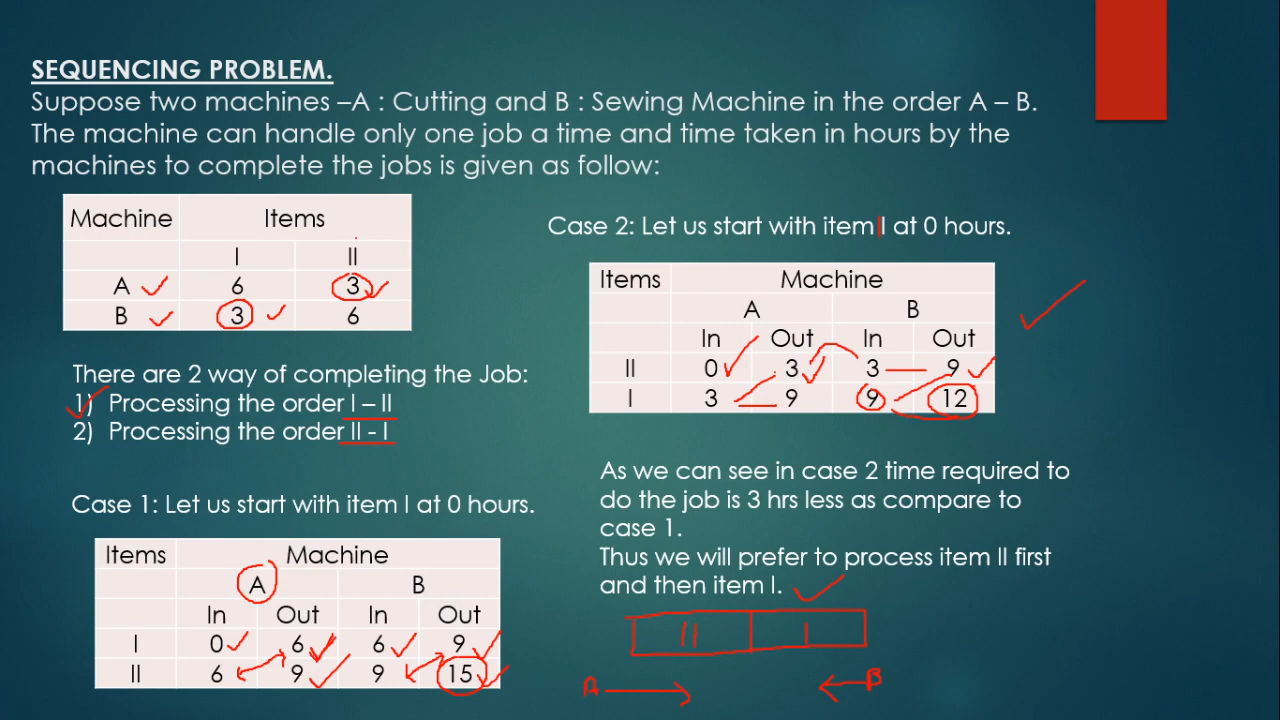 SEQUENCING PROBLEM.
Suppose two machines –A : Cutting and B : Sewing Machine in the order A – B.
The machine can handle only one job a time and time taken in hours by the
machines to complete the jobs is given as follow:
Machine Items
I II
A 6 3
B 3 6
There are 2 way of completing the Job:
1) Processing the order I – II
2) Processing the order II - I
Case 1: Let us start with item I at 0 hours.
Items Machine
A B
In Out In Out
I 0 6 6 9
II 6 9 9 15
Case 2: Let us start with item II at 0 hours.
Items Machine
A B
In Out In Out
II 0 3 3 9
I 3 9 9 12
As we can see in case 2 time required to
do the job is 3 hrs less as compare to
case 1.
Thus we will prefer to process item II first
and then item I.
II I
A B